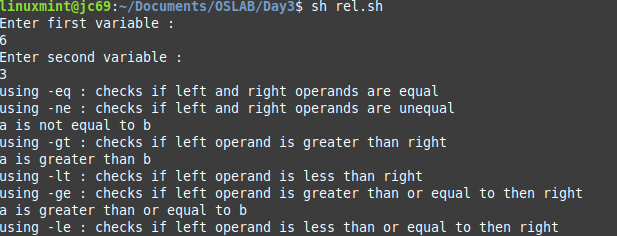 linuxmint@jc69:~/Documents/OSLAB/Day3$ sh rel.sh
Enter first variable :
6
Enter second variable :
3
using -eq : checks if left and right operands are equal
using -ne : checks if left and right operands are unequal
a is not equal to b
using -gt : checks if left operand is greater than right
a is greater than b
using -lt : checks if left operand is less than right
using -ge : checks if left operand is greater than or equal to then right
a is greater than or equal to b
using -le : checks if left operand is less than or equal to then right